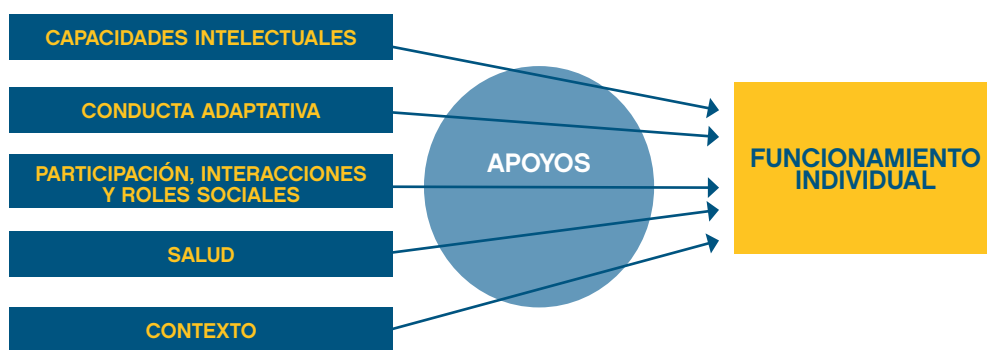 CAPACIDADES INTELECTUALES
CONDUCTA ADAPTATIVA
PARTICIPACIÓN, INTERACCIONES
Y ROLES SOCIALES
SALUD
CONTEXTO
APOYOS
FUNCIONAMIENTO
INDIVIDUAL